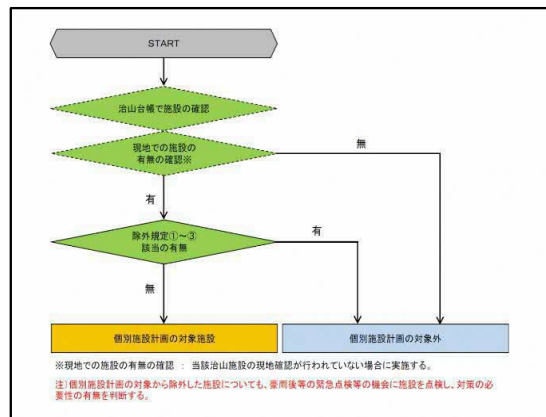 START
治山台帳で施設の確認
現地での施設の
有無の確認※
無
有
除外規定①～③
該当の有無
有
無
個別施設計画の対象施設
個別施設計画の対象外
※現地での施設の有無の確認 ： 当該治山施設の現地確認が行われていない場合に実施する。
注）個別施設計画の対象から除外した施設についても、豪雨後等の緊急点検等の機会に施設を点検し、対策の必
要性の有無を判断する。